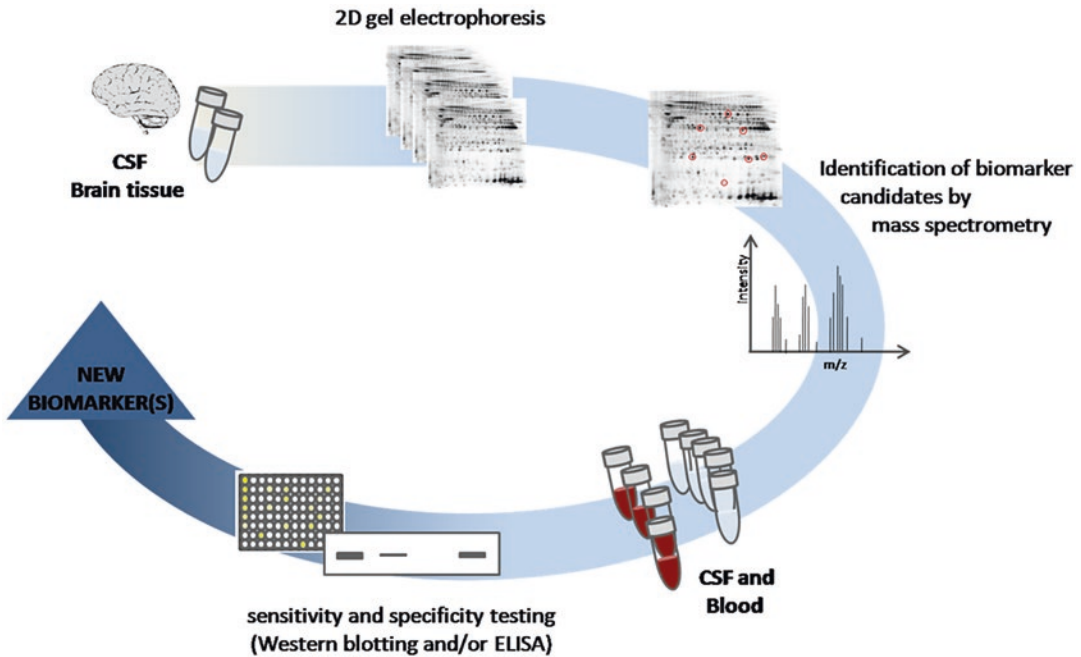 2D gel electrophoresis
CSF
Brain tissue
Identification of biomarker
candidates by
mass spectrometry
Intensity
m/z
CSF and
Blood
sensitivity and specificity testing
(Western blotting and/or ELISA)
NEW
BIOMARKER(S)